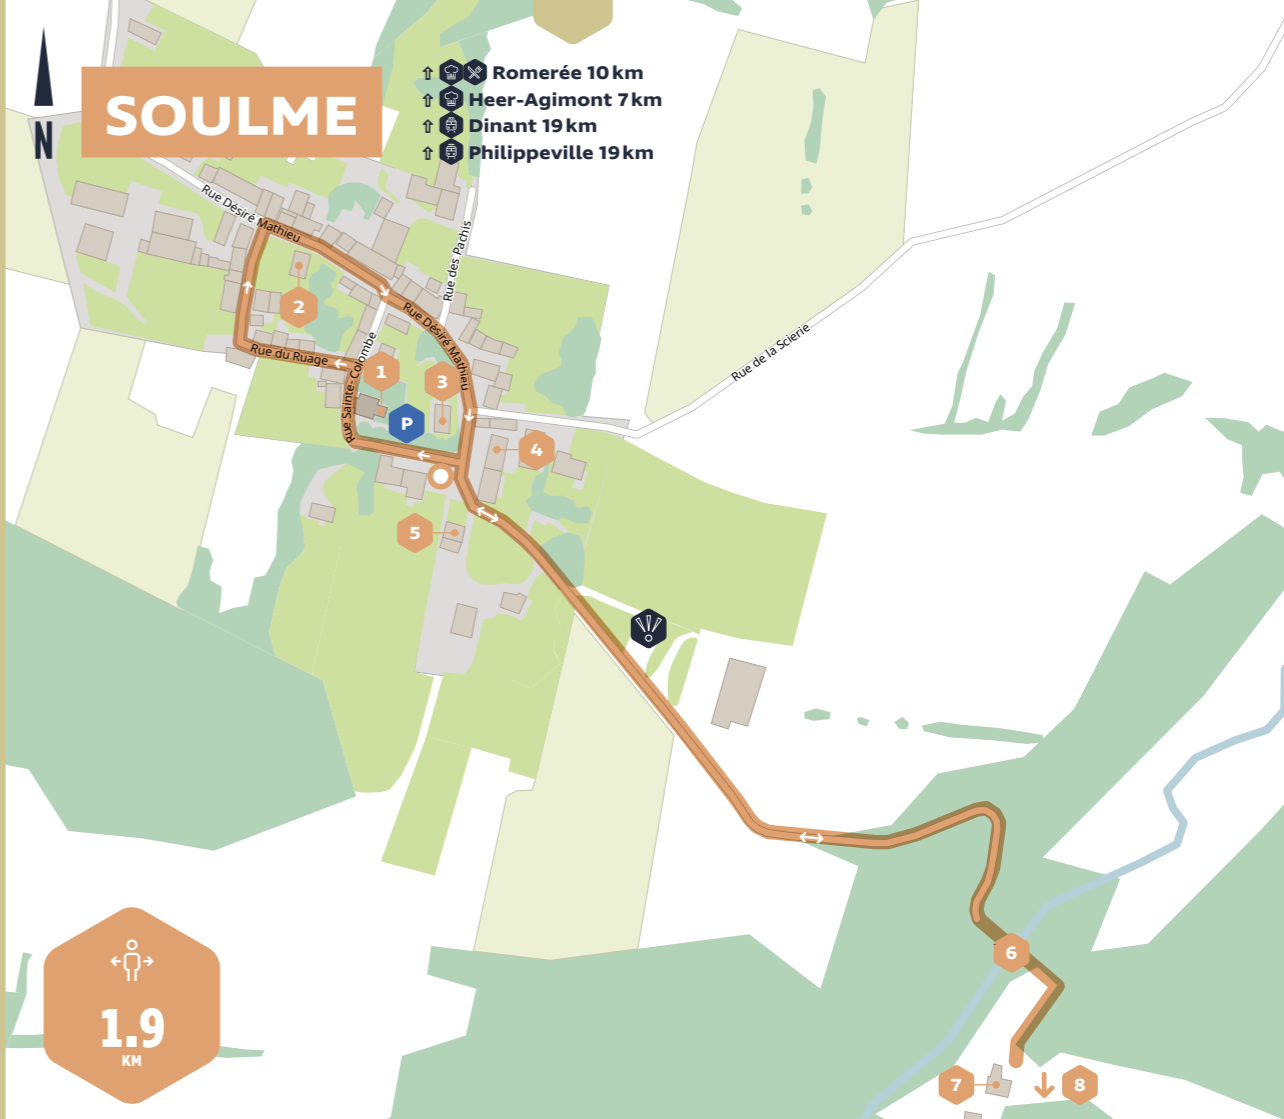 SOULME
N
Romerée 10 km
Heer-Agimont 7 km
Dinant 19 km
Philippeville 19 km
Rue Désiré Mathieu
Rue des Pachis
2
Rue Désiré Mathieu
Rue du Ruage
Rue Sainte-Colombe
1
3
Rue de la Scierie
P
4
5
6
7
8
1.9
KM